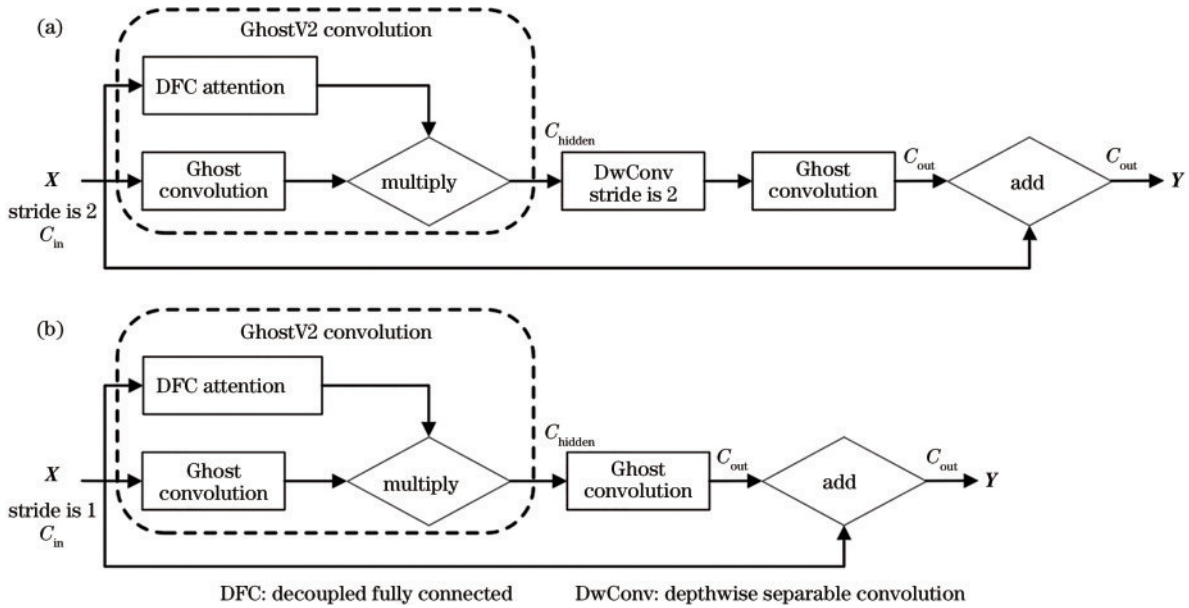 (a)
GhostV2 convolution
DFC attention
X
stride is 2
C_in
Ghost
convolution
multiply
C_hidden
DwConv
stride is 2
Ghost
convolution
C_out
add
C_out
Y
(b)
GhostV2 convolution
DFC attention
X
stride is 1
C_in
Ghost
convolution
multiply
C_hidden
Ghost
convolution
C_out
add
C_out
Y
DFC: decoupled fully connected DwConv: depthwise separable convolution